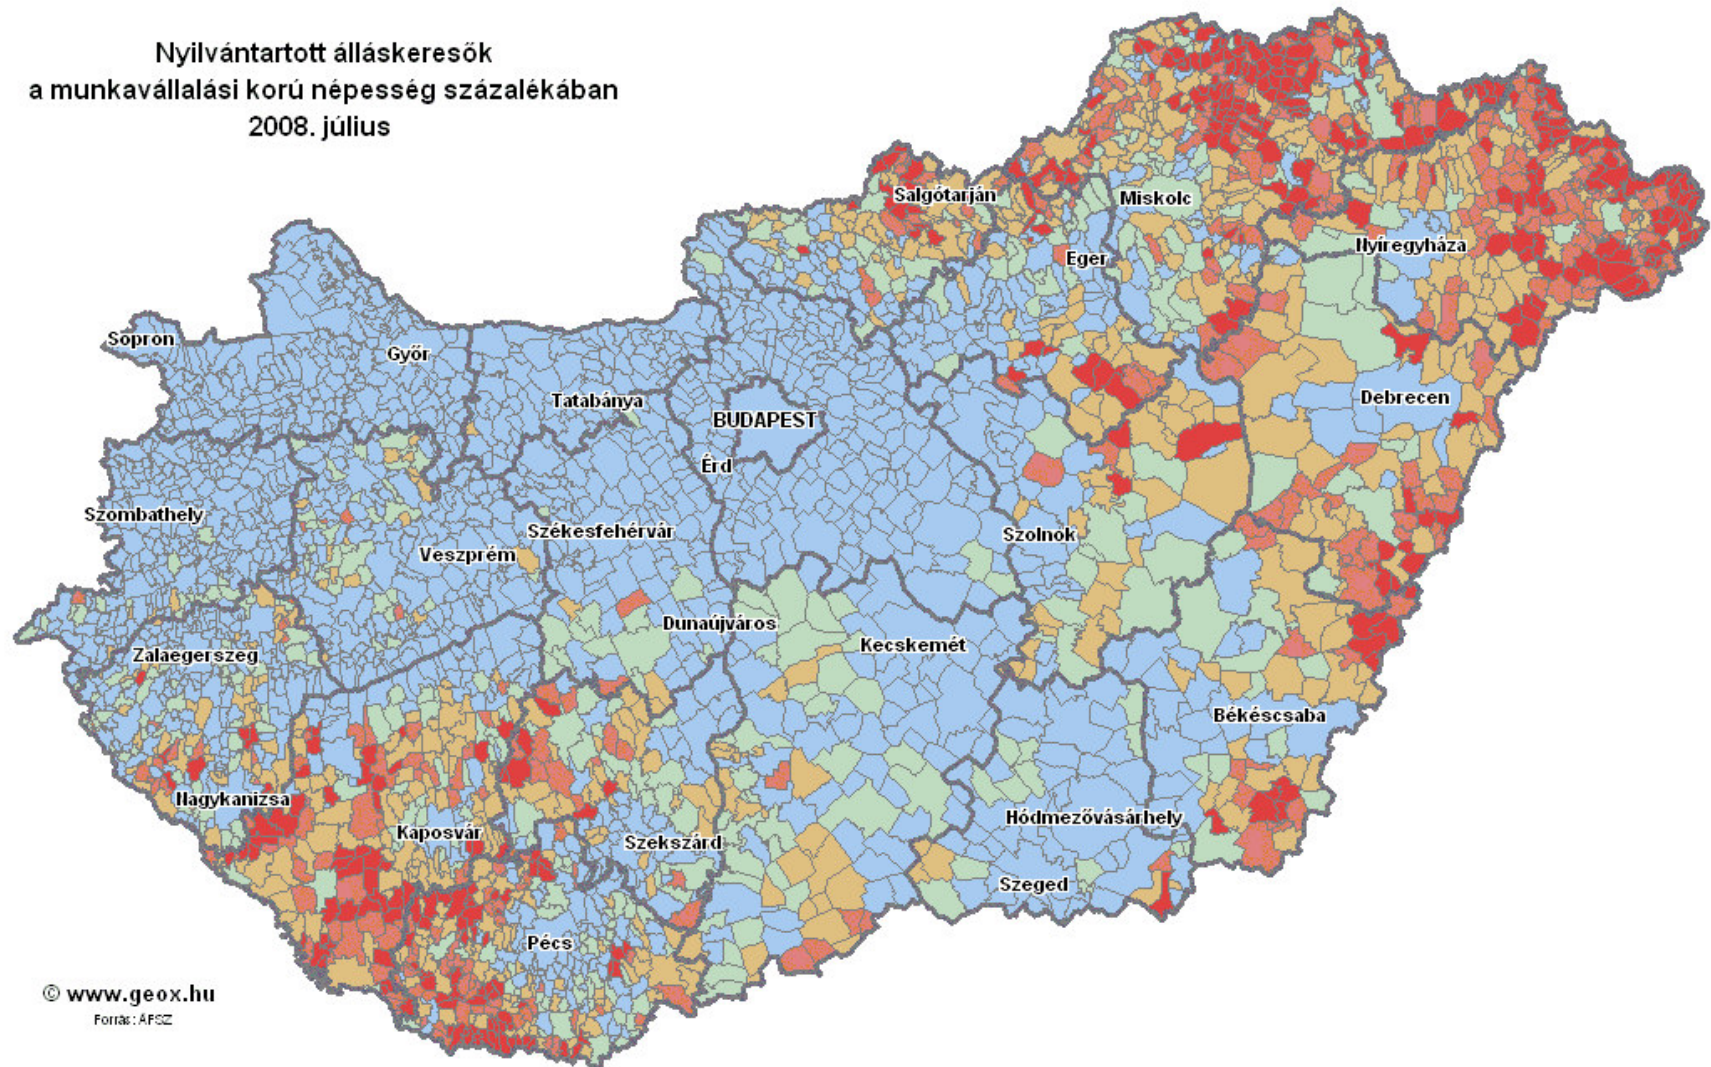 Nyilvántartott álláskeresők
a munkavállalási korú népesség százalékában
2008. július
Salgótarján
Miskolc
Nyíregyháza
Eger
Sopron
Győr
Tatabánya
BUDAPEST
Debrecen
Érd
Szombathely
Székesfehérvár
Szolnok
Veszprém
Dunaújváros
Kecskemét
Zalaegerszeg
Békéscsaba
Nagykanizsa
Hódmezővásárhely
Kaposvár
Szekszárd
Szeged
Pécs
© www.geox.hu
Forrás: ÁFSZ